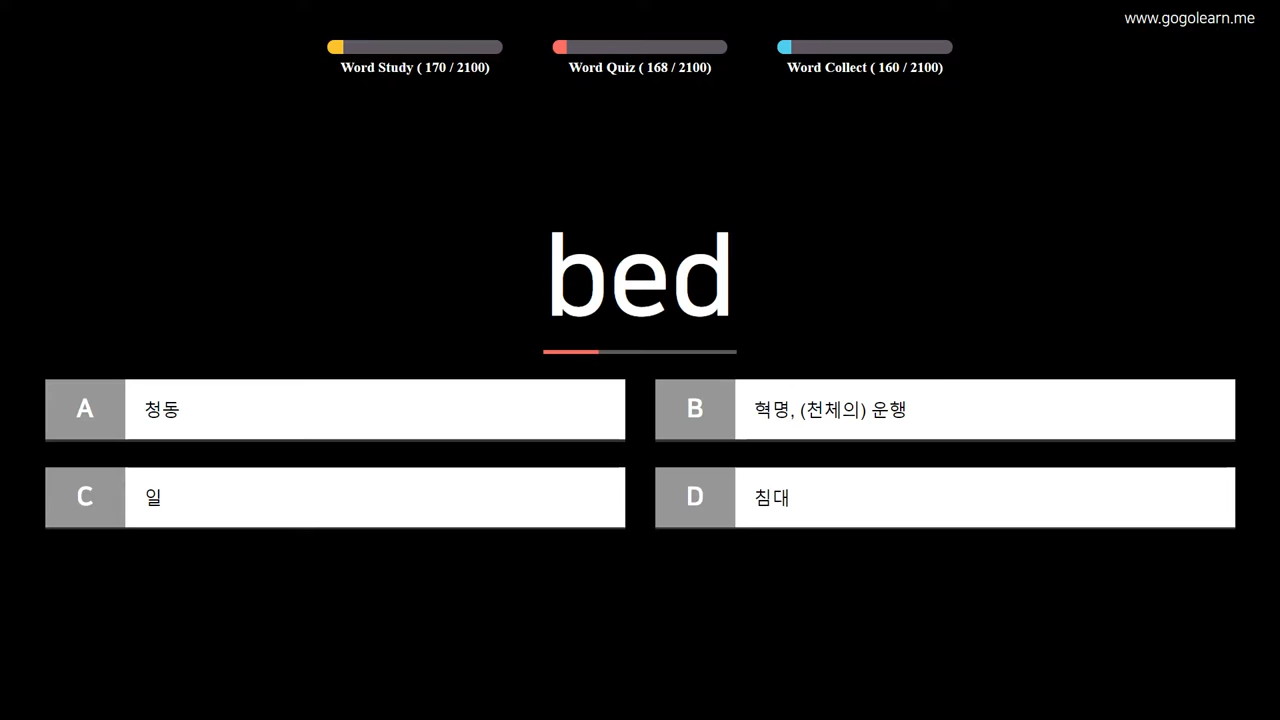 www.gogolearn.me
Word Study ( 170 / 2100)
Word Quiz ( 168 / 2100)
Word Collect ( 160 / 2100)
bed
A 청동
B 혁명, (천체의) 운행
C 일
D 침대